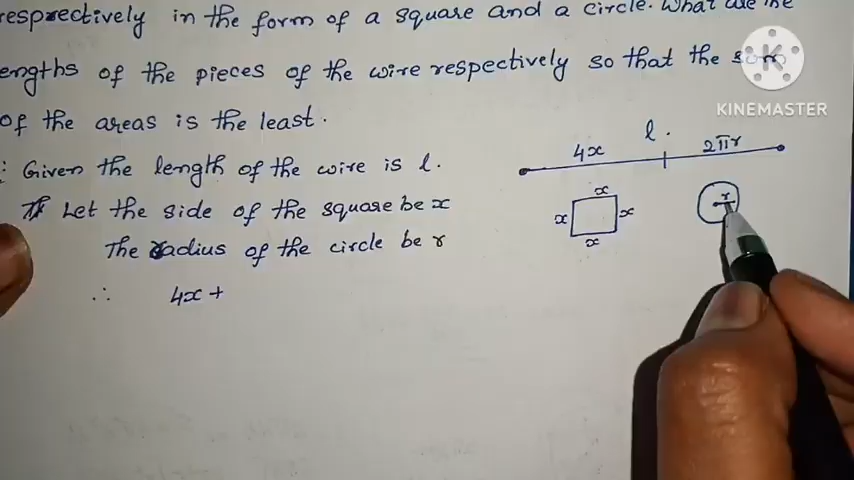 respectively in the form of a square and a circle. What are the
engths of the pieces of the wire respectively so that the sum
KINEMASTER
of the areas is the least.
l.
4x 2πr
: Given the length of the wire is l.
Let the side of the square be x
x
x x
x
r
The radius of the circle be r
∴ 4x +